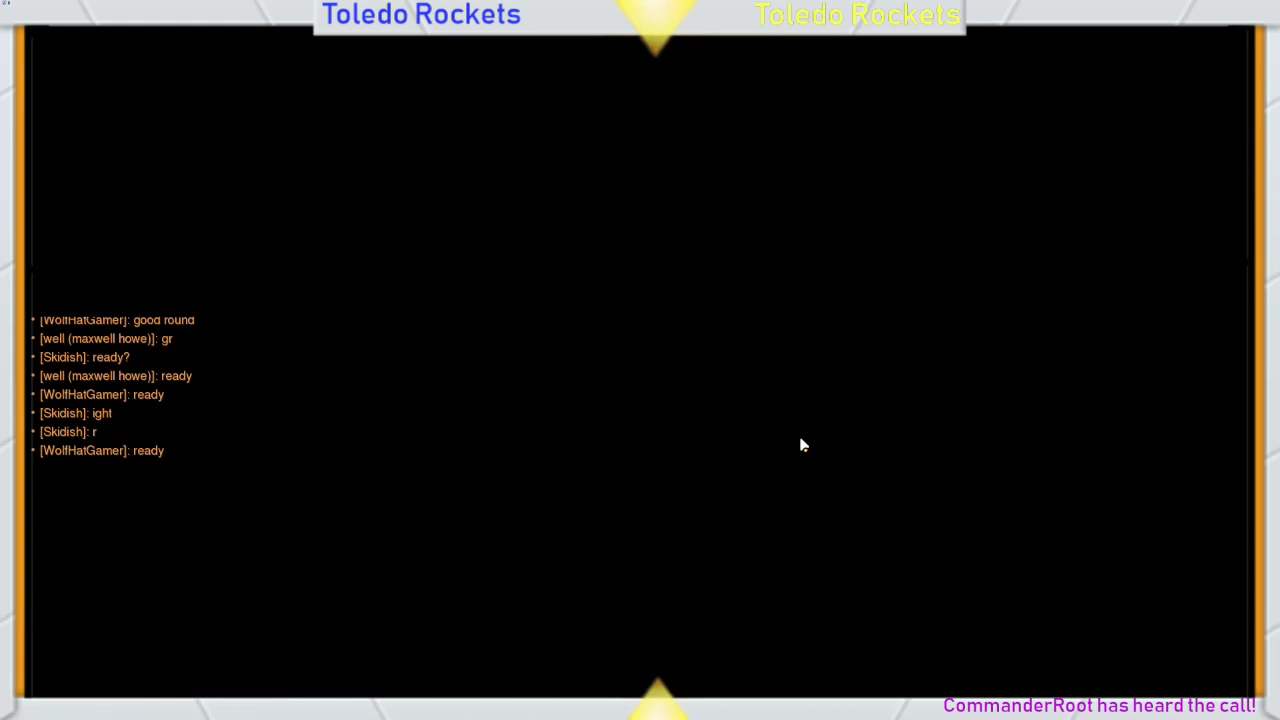 Toledo Rockets
Toledo Rockets
• [WolfHatGamer]: good round
• [well (maxwell howe)]: gr
• [Skidish]: ready?
• [well (maxwell howe)]: ready
• [WolfHatGamer]: ready
• [Skidish]: ight
• [Skidish]: r
• [WolfHatGamer]: ready
CommanderRoot has heard the call!